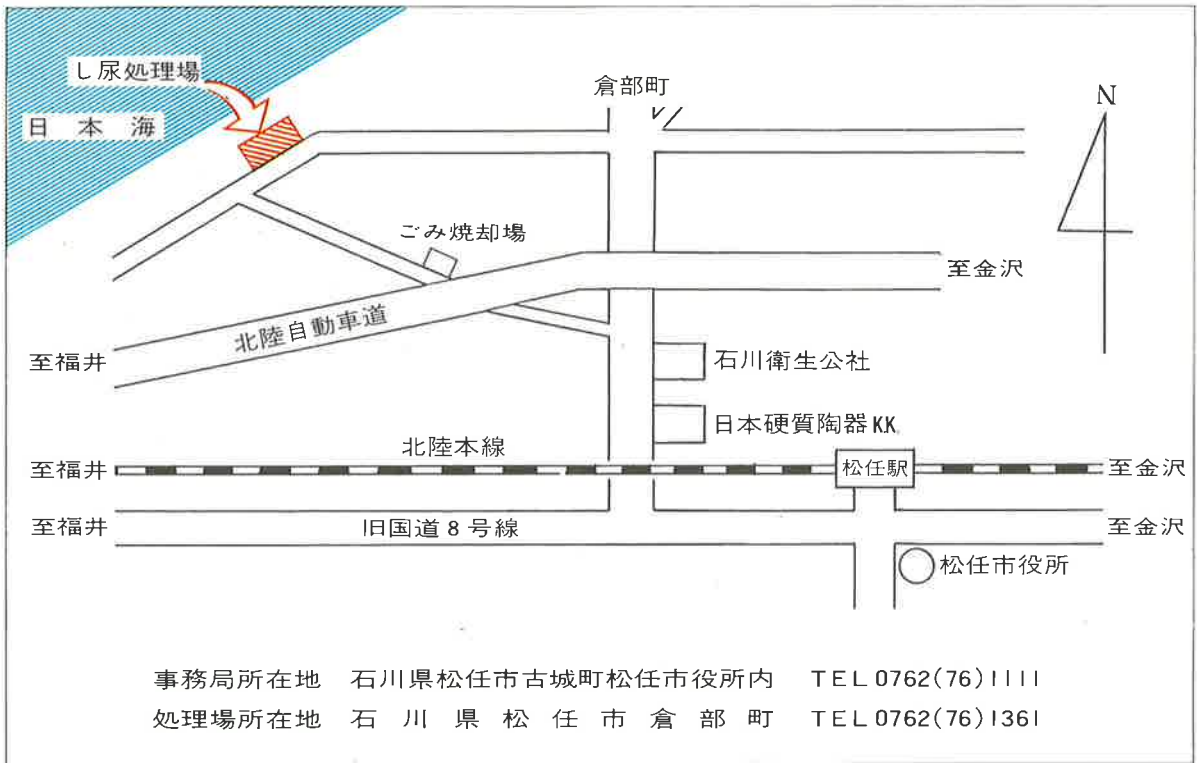 し尿処理場
倉部町
N
日本海
ごみ焼却場
至金沢
北陸自動車道
至福井
石川衛生公社
日本硬質陶器K.K.
北陸本線
至福井
松任駅
至金沢
至福井
旧国道8号線
至金沢
松任市役所
事務局所在地 石川県松任市古城町松任市役所内 TEL 0762(76)1111
処理場所在地 石川県松任市倉部町 TEL 0762(76)1361